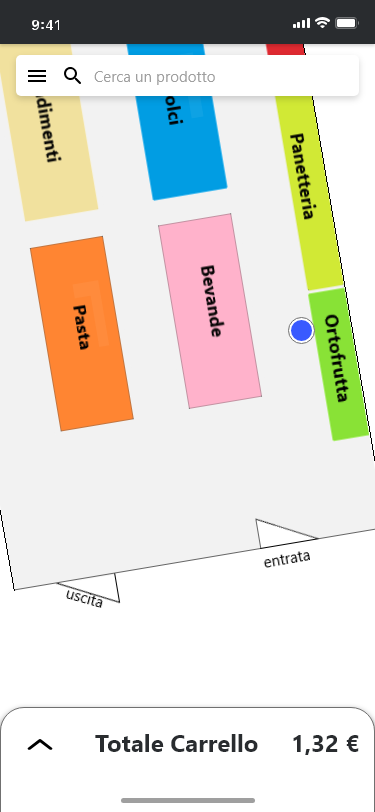 9:41
Cerca un prodotto
dimenti
olci
Panetteria
Pasta
Bevande
Ortofrutta
entrata
uscita
Totale Carrello 1,32 €